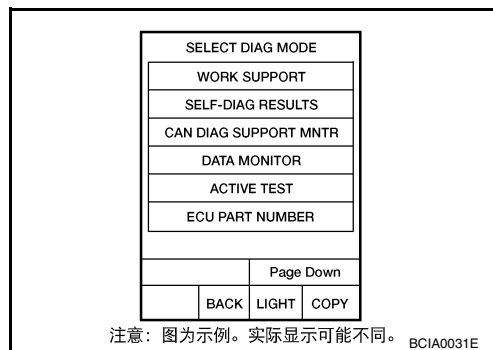 SELECT DIAG MODE
WORK SUPPORT
SELF-DIAG RESULTS
CAN DIAG SUPPORT MNTR
DATA MONITOR
ACTIVE TEST
ECU PART NUMBER
Page Down
BACK LIGHT COPY
注意：图为示例。实际显示可能不同。 BCIA0031E